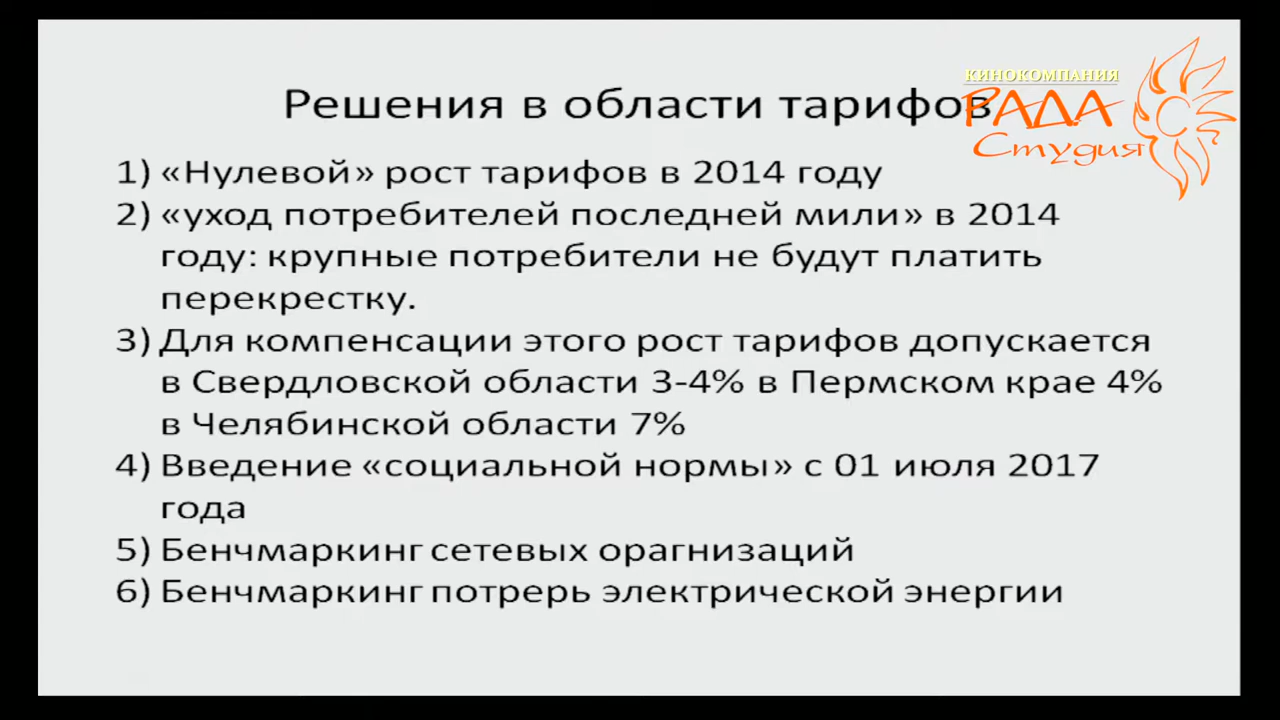 КИНОКОМПАНИЯ
РАДА
Студия
Решения в области тарифов
1) «Нулевой» рост тарифов в 2014 году
2) «уход потребителей последней мили» в 2014
году: крупные потребители не будут платить
перекрестку.
3) Для компенсации этого рост тарифов допускается
в Свердловской области 3-4% в Пермском крае 4%
в Челябинской области 7%
4) Введение «социальной нормы» с 01 июля 2017
года
5) Бенчмаркинг сетевых орагнизаций
6) Бенчмаркинг потрерь электрической энергии